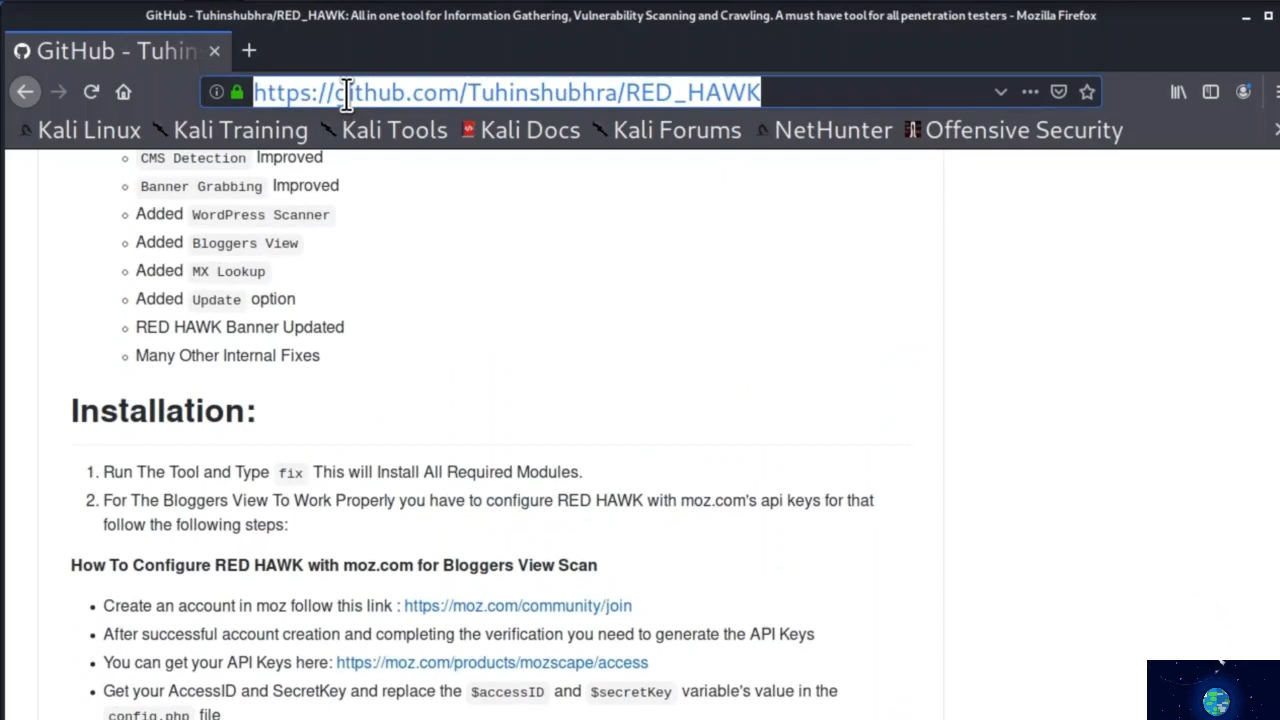 GitHub - Tuhinshubhra/RED_HAWK: All in one tool for Information Gathering, Vulnerability Scanning and Crawling. A must have tool for all penetration testers - Mozilla Firefox
GitHub - Tuhin
https://github.com/Tuhinshubhra/RED_HAWK
Kali Linux Kali Training Kali Tools Kali Docs Kali Forums NetHunter Offensive Security
CMS Detection Improved
Banner Grabbing Improved
Added WordPress Scanner
Added Bloggers View
Added MX Lookup
Added Update option
RED HAWK Banner Updated
Many Other Internal Fixes
Installation:
1. Run The Tool and Type fix This will Install All Required Modules.
2. For The Bloggers View To Work Properly you have to configure RED HAWK with moz.com's api keys for that
follow the following steps:
How To Configure RED HAWK with moz.com for Bloggers View Scan
Create an account in moz follow this link : https://moz.com/community/join
After successful account creation and completing the verification you need to generate the API Keys
You can get your API Keys here: https://moz.com/products/mozscape/access
Get your AccessID and SecretKey and replace the $accessID and $secretKey variable's value in the
config.php file